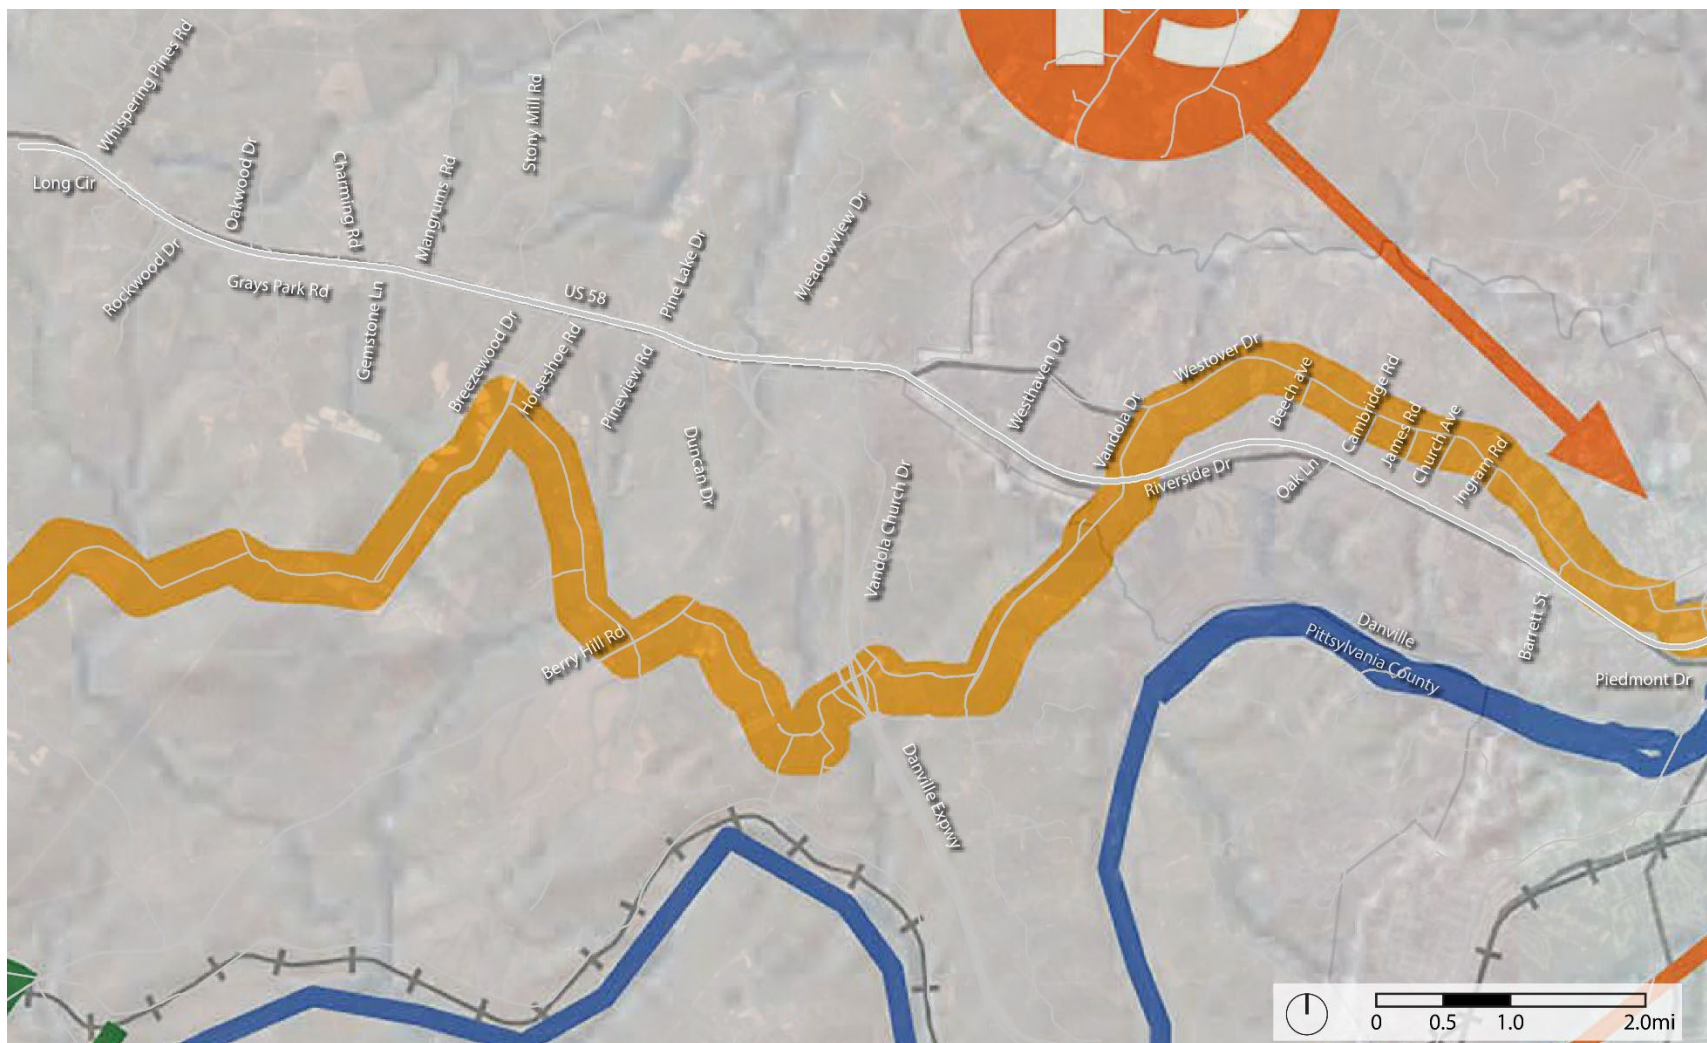 15
Whispering Pines Rd
Long Cir
Oakwood Dr
Charming Rd
Mangrums Rd
Stony Mill Rd
Rockwood Dr
Grays Park Rd
Gemstone Ln
US 58
Pine Lake Dr
Meadowview Dr
Breezewood Dr
Horseshoe Rd
Pineview Rd
Duncan Dr
Vandola Church Dr
Westhaven Dr
Vandola Dr
Westover Dr
Riverside Dr
Beech ave
Oak Ln
Cambridge Rd
James Rd
Church Ave
Ingram Rd
Berry Hill Rd
Danville
Pittsylvania County
Barrett St
Piedmont Dr
Danville Expwy
0 0.5 1.0 2.0mi